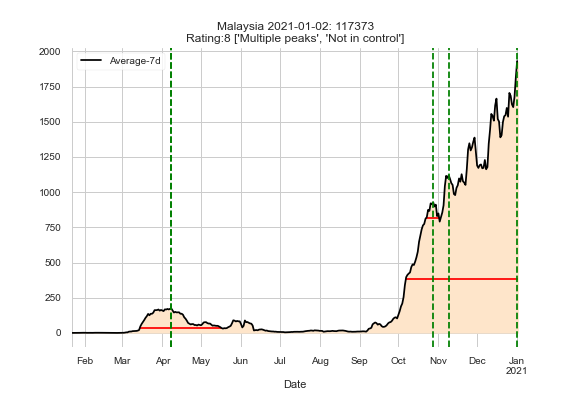 Malaysia 2021-01-02: 117373
Rating:8 ['Multiple peaks', 'Not in control']
Average-7d
2000
1750
1500
1250
1000
750
500
250
0
Feb Mar Apr May Jun Jul Aug Sep Oct Nov Dec Jan
2021
Date